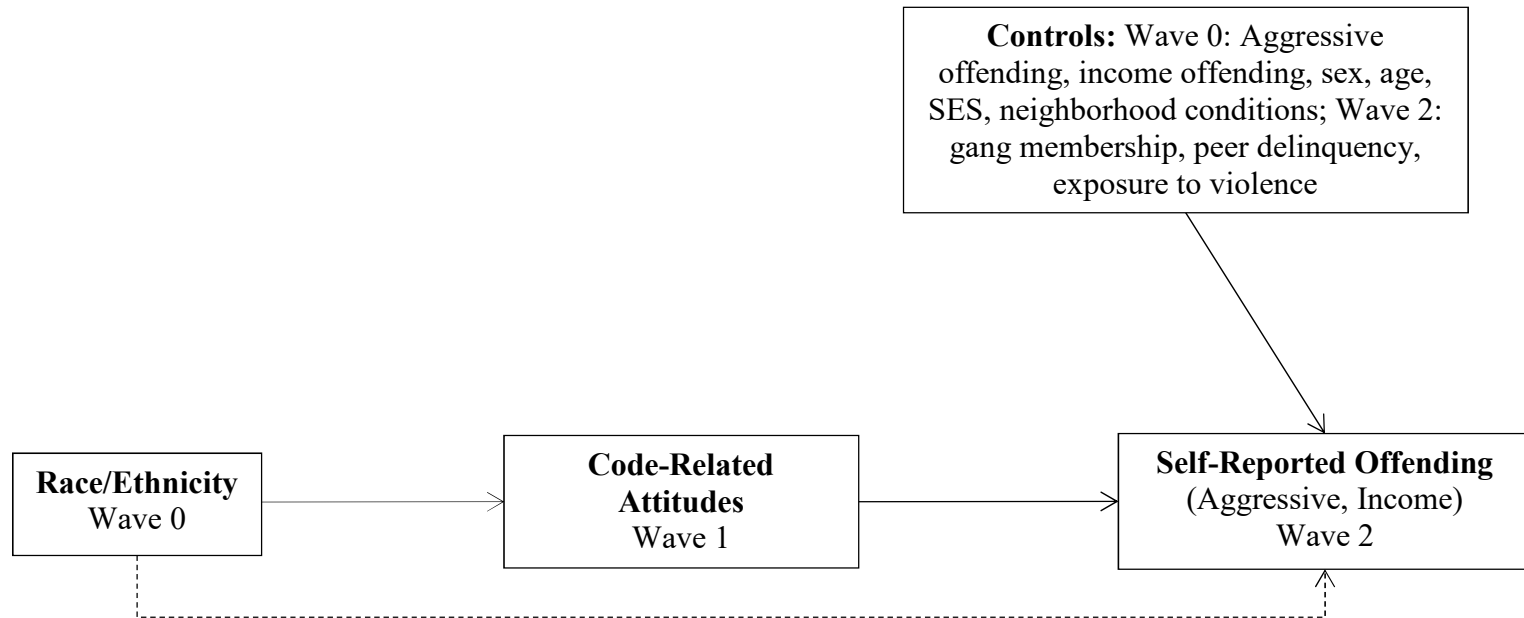 Controls: Wave 0: Aggressive
offending, income offending, sex, age,
SES, neighborhood conditions; Wave 2:
gang membership, peer delinquency,
exposure to violence
Race/Ethnicity
Wave 0
Code-Related
Attitudes
Wave 1
Self-Reported Offending
(Aggressive, Income)
Wave 2